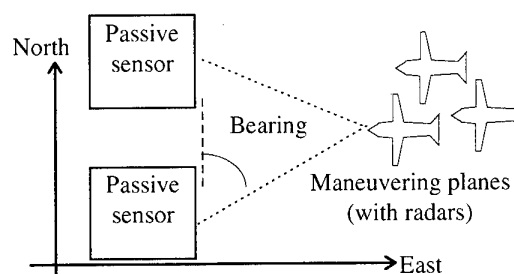 North
Passive
sensor
Bearing
Passive
sensor
Maneuvering planes
(with radars)
East